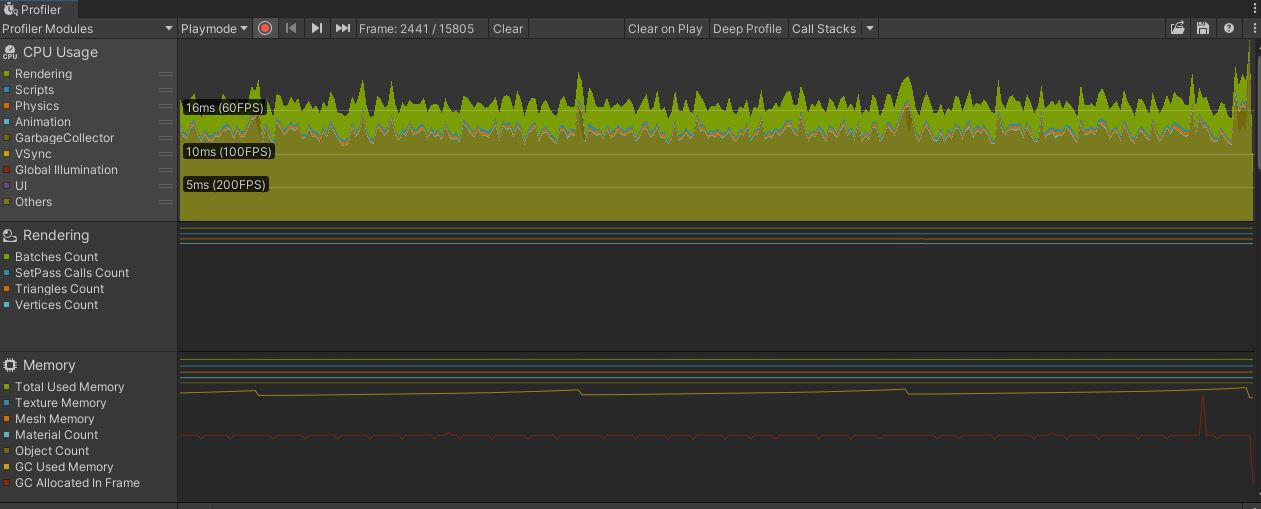 Profiler
Profiler Modules
Playmode
Frame: 2441 / 15805
Clear
Clear on Play
Deep Profile
Call Stacks
CPU Usage
CPU
Rendering
Scripts
Physics
Animation
GarbageCollector
VSync
Global Illumination
UI
Others
16ms (60FPS)
10ms (100FPS)
5ms (200FPS)
Rendering
Batches Count
SetPass Calls Count
Triangles Count
Vertices Count
Memory
Total Used Memory
Texture Memory
Mesh Memory
Material Count
Object Count
GC Used Memory
GC Allocated In Frame